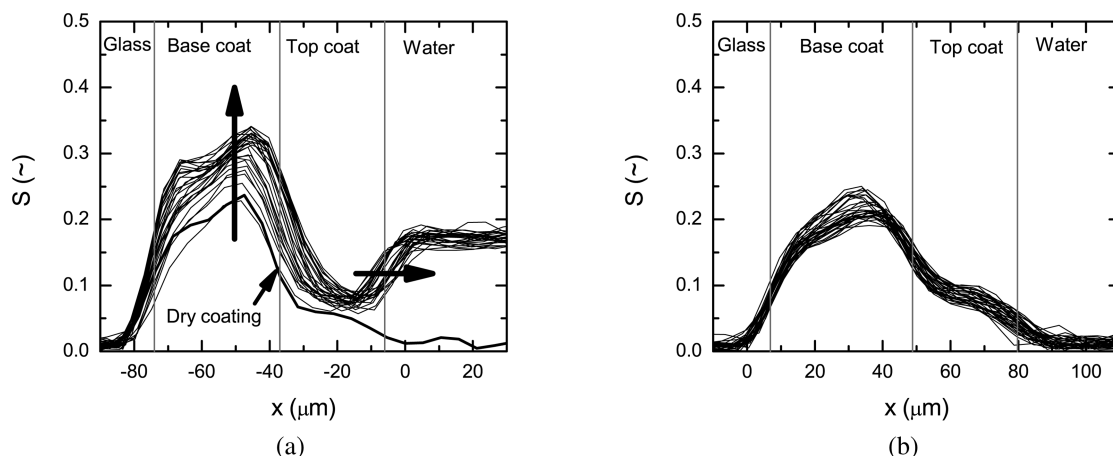 0.5
0.4
0.3
0.2
0.1
0.0
S (~)
Glass
Base coat
Top coat
Water
Dry coating
-80
-60
-40
-20
0
20
x (μm)
(a)
0.5
0.4
0.3
0.2
0.1
0.0
S (~)
Glass
Base coat
Top coat
Water
0
20
40
60
80
100
x (μm)
(b)